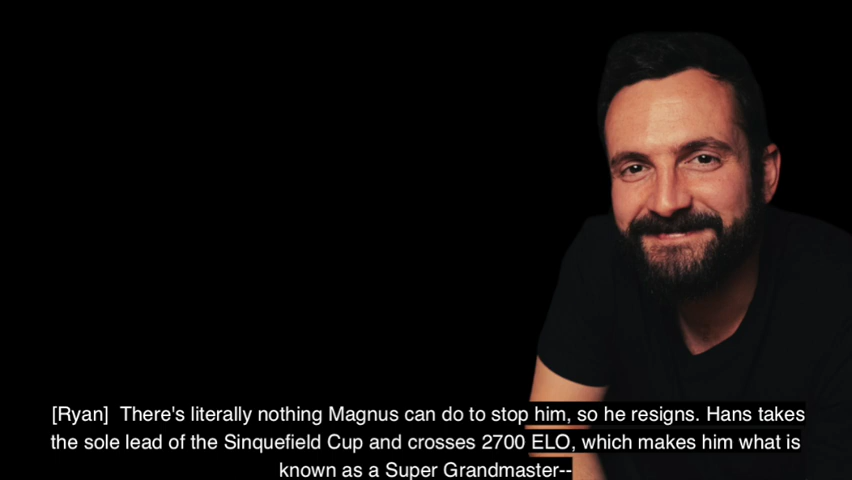 [Ryan]  There's literally nothing Magnus can do to stop him, so he resigns. Hans takes
the sole lead of the Sinquefield Cup and crosses 2700 ELO, which makes him what is
known as a Super Grandmaster--